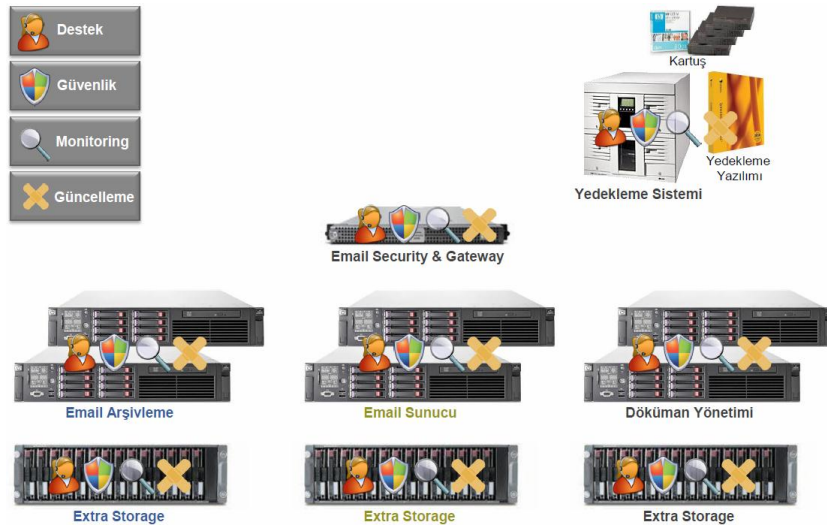 Destek
Güvenlik
Monitoring
Güncelleme
Kartuş
Yedekleme
Yazılımı
Yedekleme Sistemi
Email Security & Gateway
Email Arşivleme
Email Sunucu
Döküman Yönetimi
Extra Storage
Extra Storage
Extra Storage